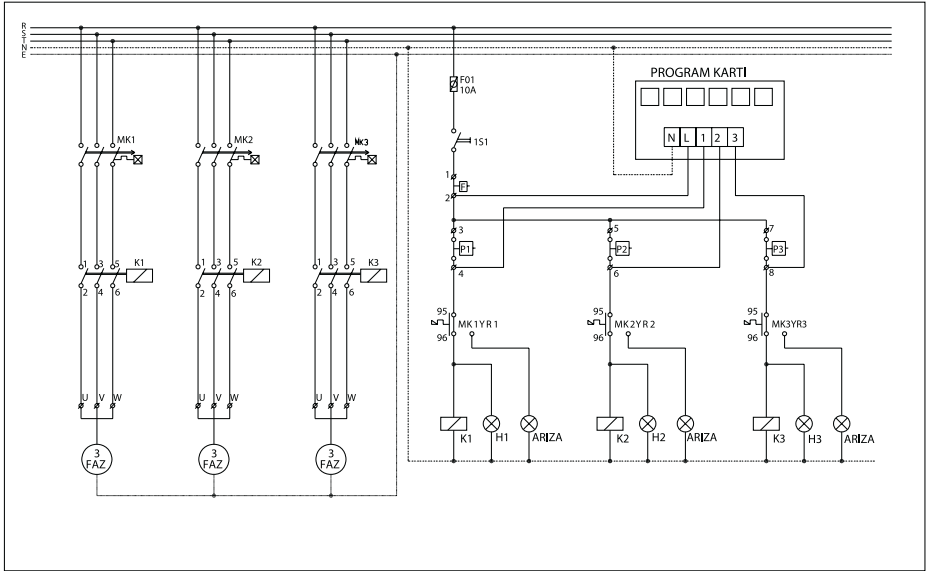 R
S
T
N
E
F01
10A
PROGRAM KARTİ
MK1
MK2
MK3
1S1
N L 1 2 3
1
F
2
3
P1
4
5
P2
6
7
P3
8
1 3 5 K1
2 4 6
1 3 5 K2
2 4 6
1 3 5 K3
2 4 6
95
MK1YR1
96
95
MK2YR2
96
95
MK3YR3
96
U V W
U V W
U V W
K1 H1 ARIZA
K2 H2 ARIZA
K3 H3 ARIZA
3
FAZ
3
FAZ
3
FAZ